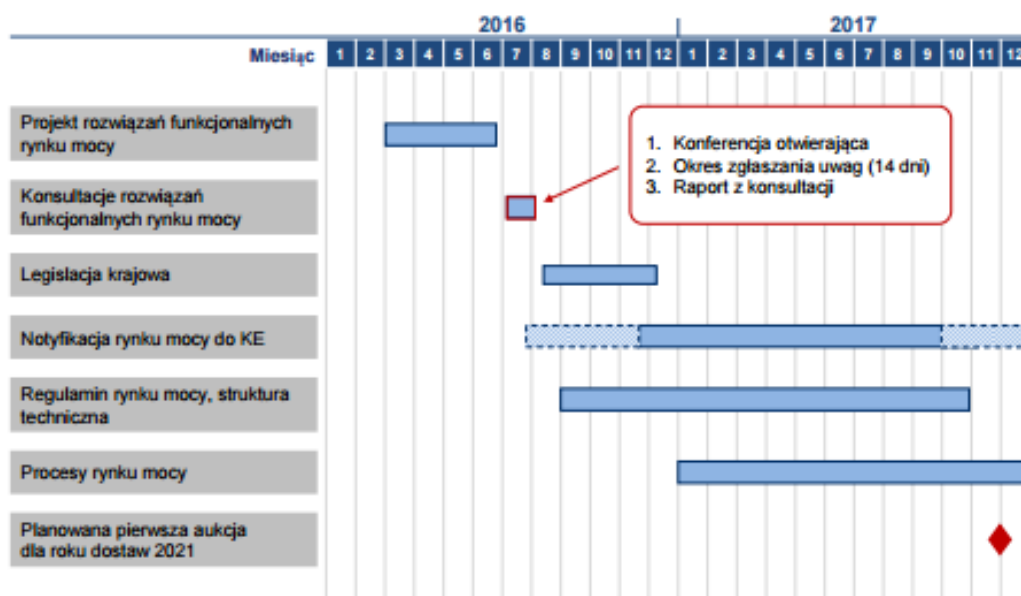 2016 2017
Miesiąc 1 2 3 4 5 6 7 8 9 10 11 12 1 2 3 4 5 6 7 8 9 10 11 12
Projekt rozwiązań funkcjonalnych
rynku mocy
1. Konferencja otwierająca
2. Okres zgłaszania uwag (14 dni)
3. Raport z konsultacji
Konsultacje rozwiązań
funkcjonalnych rynku mocy
Legislacja krajowa
Notyfikacja rynku mocy do KE
Regulamin rynku mocy, struktura
techniczna
Procesy rynku mocy
Planowana pierwsza aukcja
dla roku dostaw 2021